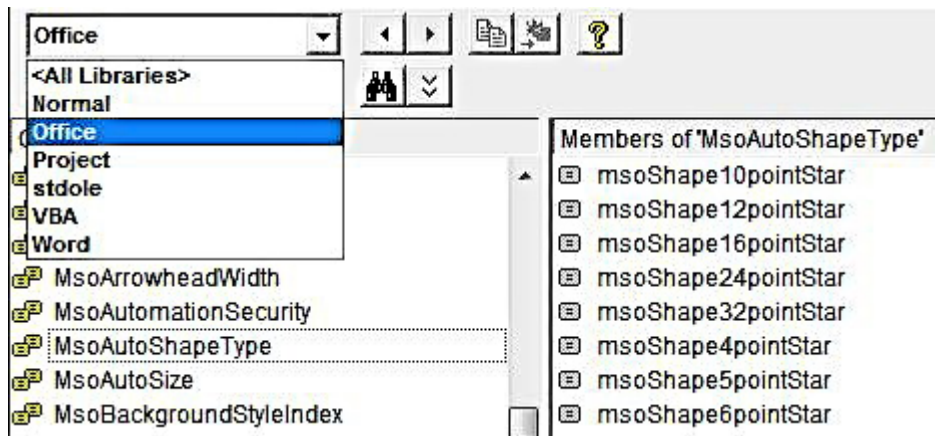 Office
<All Libraries>
Normal
Office
Project
stdole
VBA
Word
MsoArrowheadWidth
MsoAutomationSecurity
MsoAutoShapeType
MsoAutoSize
MsoBackgroundStyleIndex
Members of 'MsoAutoShapeType'
msoShape10pointStar
msoShape12pointStar
msoShape16pointStar
msoShape24pointStar
msoShape32pointStar
msoShape4pointStar
msoShape5pointStar
msoShape6pointStar